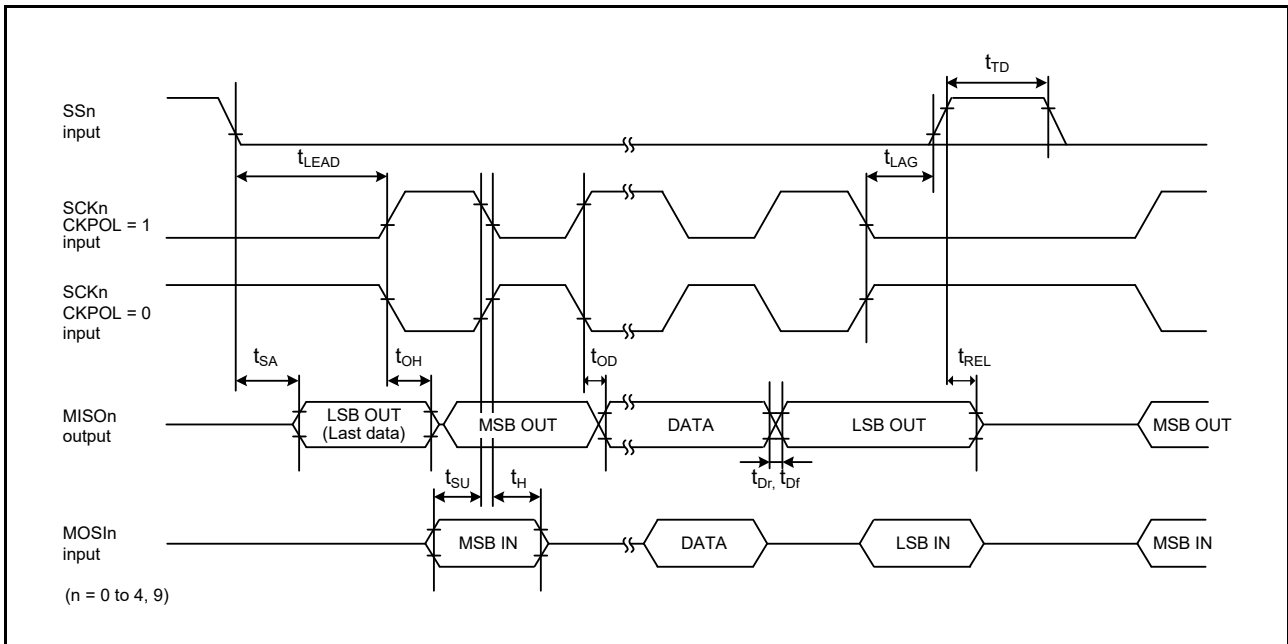 tTD
SSn
input
tLEAD
tLAG
SCKn
CKPOL = 1
input
SCKn
CKPOL = 0
input
tSA
tOH
tOD
tREL
MISOn
output
LSB OUT
(Last data)
MSB OUT
DATA
LSB OUT
MSB OUT
tSU
tH
tDr, tDf
MOSIn
input
MSB IN
DATA
LSB IN
MSB IN
(n = 0 to 4, 9)